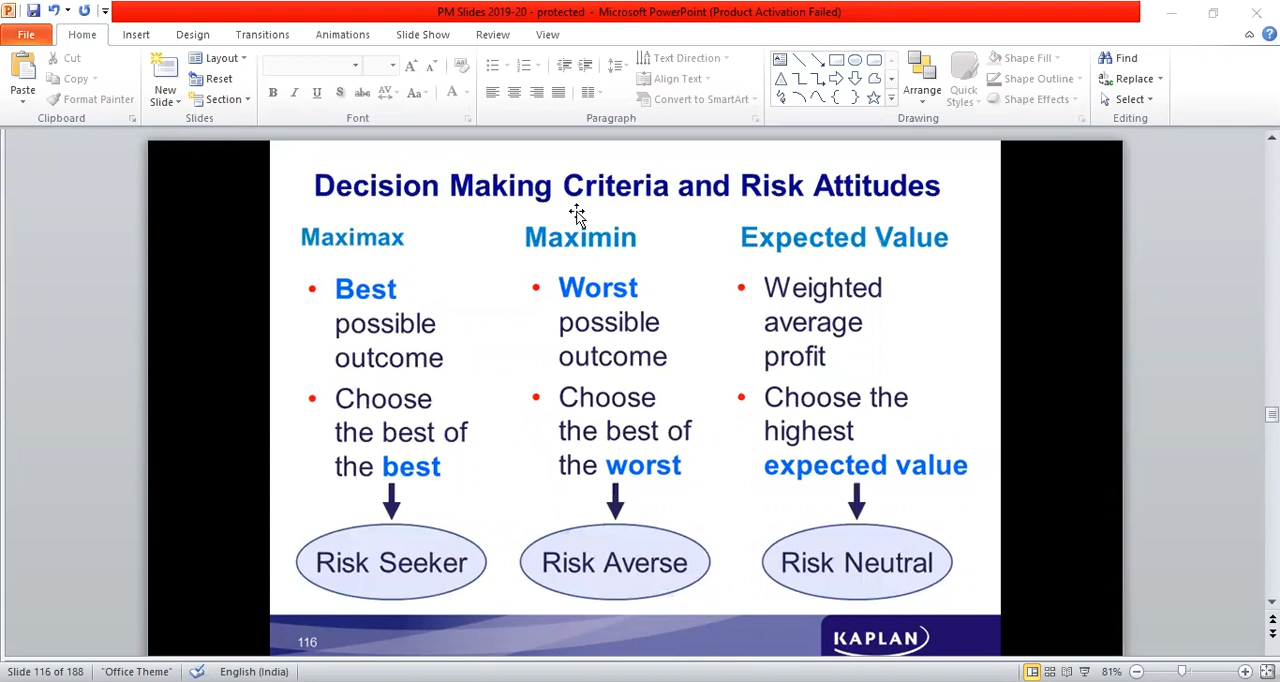 PM Slides 2019-20 - protected - Microsoft PowerPoint (Product Activation Failed)
File Home Insert Design Transitions Animations Slide Show Review View
Paste
Cut
Copy
Format Painter
Clipboard
New
Slide
Layout
Reset
Section
Slides
B I U S abc AV Aa A
Font
Text Direction
Align Text
Convert to SmartArt
Paragraph
Arrange
Quick
Styles
Shape Fill
Shape Outline
Shape Effects
Drawing
Find
Replace
Select
Editing
Decision Making Criteria and Risk Attitudes
Maximax
• Best
possible
outcome
• Choose
the best of
the best
Risk Seeker
Maximin
• Worst
possible
outcome
• Choose
the best of
the worst
Risk Averse
Expected Value
• Weighted
average
profit
• Choose the
highest
expected value
Risk Neutral
116
KAPLAN
Slide 116 of 188 "Office Theme" English (India) 81%